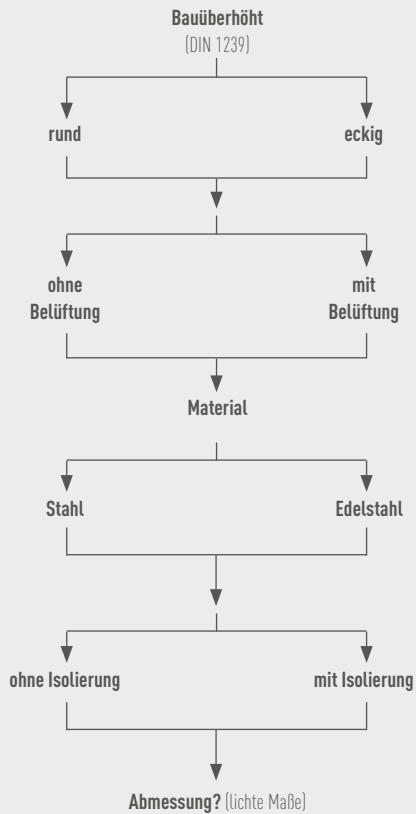 Bauüberhöht
(DIN 1239)
rund
eckig
ohne
Belüftung
mit
Belüftung
Material
Stahl
Edelstahl
ohne Isolierung
mit Isolierung
Abmessung? (lichte Maße)